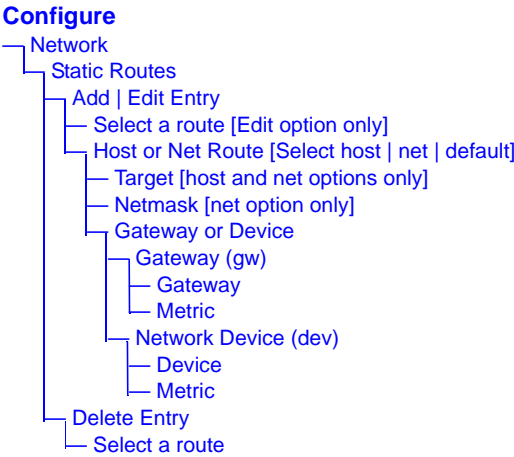 Configure
Network
Static Routes
Add | Edit Entry
Select a route [Edit option only]
Host or Net Route [Select host | net | default]
Target [host and net options only]
Netmask [net option only]
Gateway or Device
Gateway (gw)
Gateway
Metric
Network Device (dev)
Device
Metric
Delete Entry
Select a route